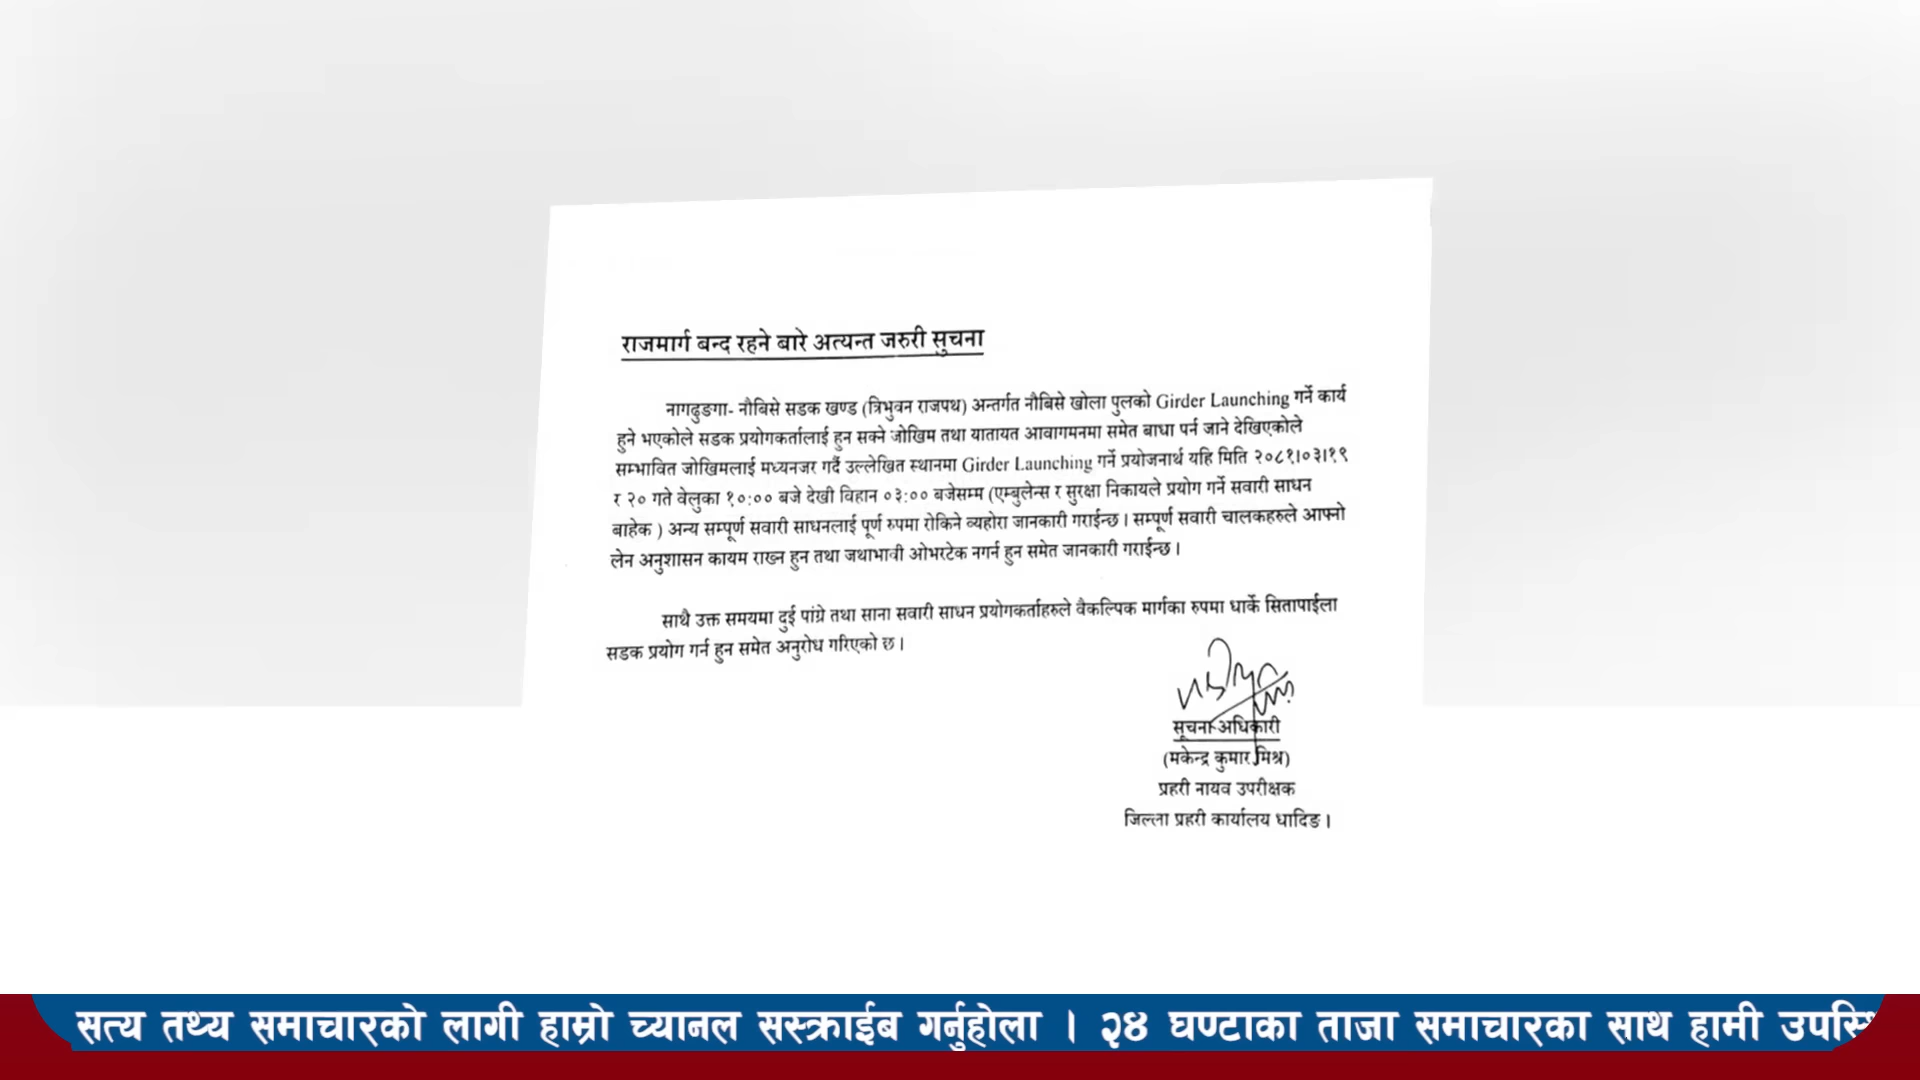 राजमार्ग बन्द रहने बारे अत्यन्त जरुरी सुचना
नागढुङगा- नौबिसे सडक खण्ड (त्रिभुवन राजपथ) अन्तर्गत नौबिसे खोला पुलको Girder Launching गर्ने कार्य
हुने भएकोले सडक प्रयोगकर्तालाई हुन सक्ने जोखिम तथा यातायत आवागमनमा समेत बाधा पर्न जाने देखिएकोले
सम्भावित जोखिमलाई मध्यनजर गर्दै उल्लेखित स्थानमा Girder Launching गर्ने प्रयोजनार्थ यहि मिति २०८१।०३।१९
र २० गते वेलुका १०:०० बजे देखी विहान ०३:०० बजेसम्म (एम्बुलेन्स र सुरक्षा निकायले प्रयोग गर्ने सवारी साधन
बाहेक ) अन्य सम्पूर्ण सवारी साधनलाई पूर्ण रुपमा रोकिने व्यहोरा जानकारी गराईन्छ । सम्पूर्ण सवारी चालकहरुले आफ्नो
लेन अनुशासन कायम राख्न हुन तथा जथाभावी ओभरटेक नगर्न हुन समेत जानकारी गराईन्छ ।
साथै उक्त समयमा दुई पांग्रे तथा साना सवारी साधन प्रयोगकर्ताहरुले वैकल्पिक मार्गका रुपमा धार्के सितापाईला
सडक प्रयोग गर्न हुन समेत अनुरोध गरिएको छ ।
सूचना अधिकारी
(मकेन्द्र कुमार मिश्र)
प्रहरी नायव उपरीक्षक
जिल्ला प्रहरी कार्यालय धादिङ ।
सत्य तथ्य समाचारको लागी हाम्रो च्यानल सस्क्राईब गर्नुहोला । २४ घण्टाका ताजा समाचारका साथ हामी